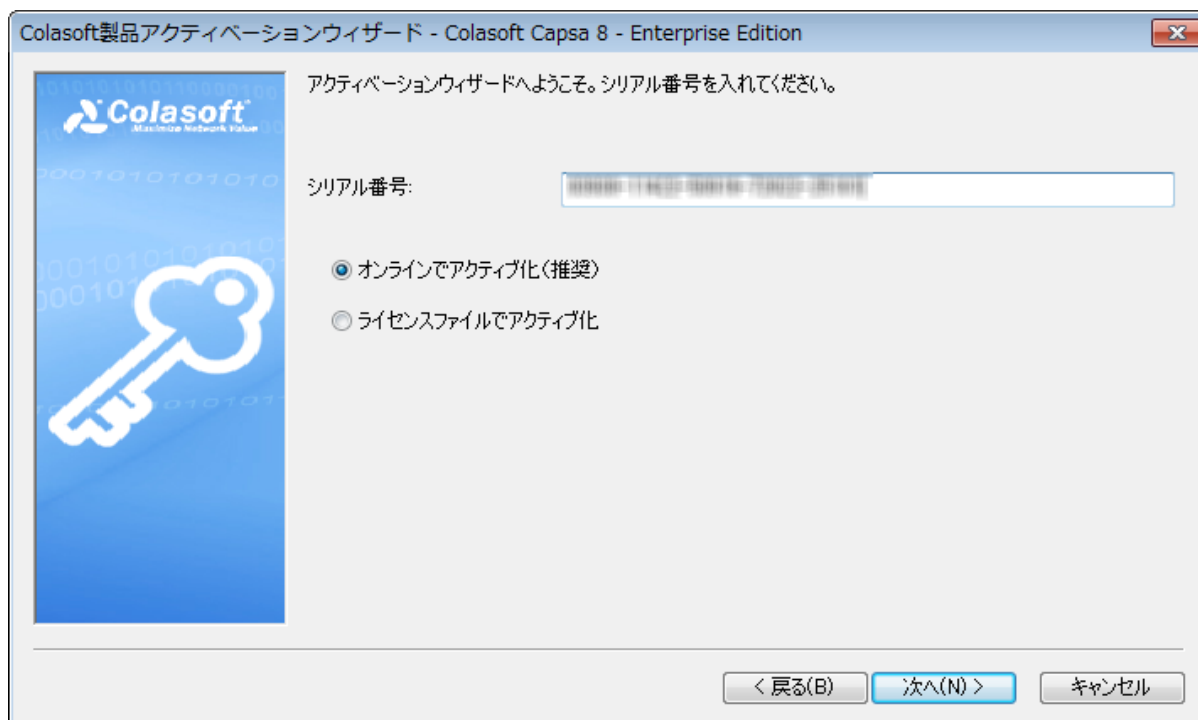 Colasoft製品アクティベーションウィザード - Colasoft Capsa 8 - Enterprise Edition
Colasoft
Maximize Network Value
アクティベーションウィザードへようこそ。シリアル番号を入れてください。
シリアル番号:
オンラインでアクティブ化(推奨)
ライセンスファイルでアクティブ化
< 戻る(B)
次へ(N) >
キャンセル